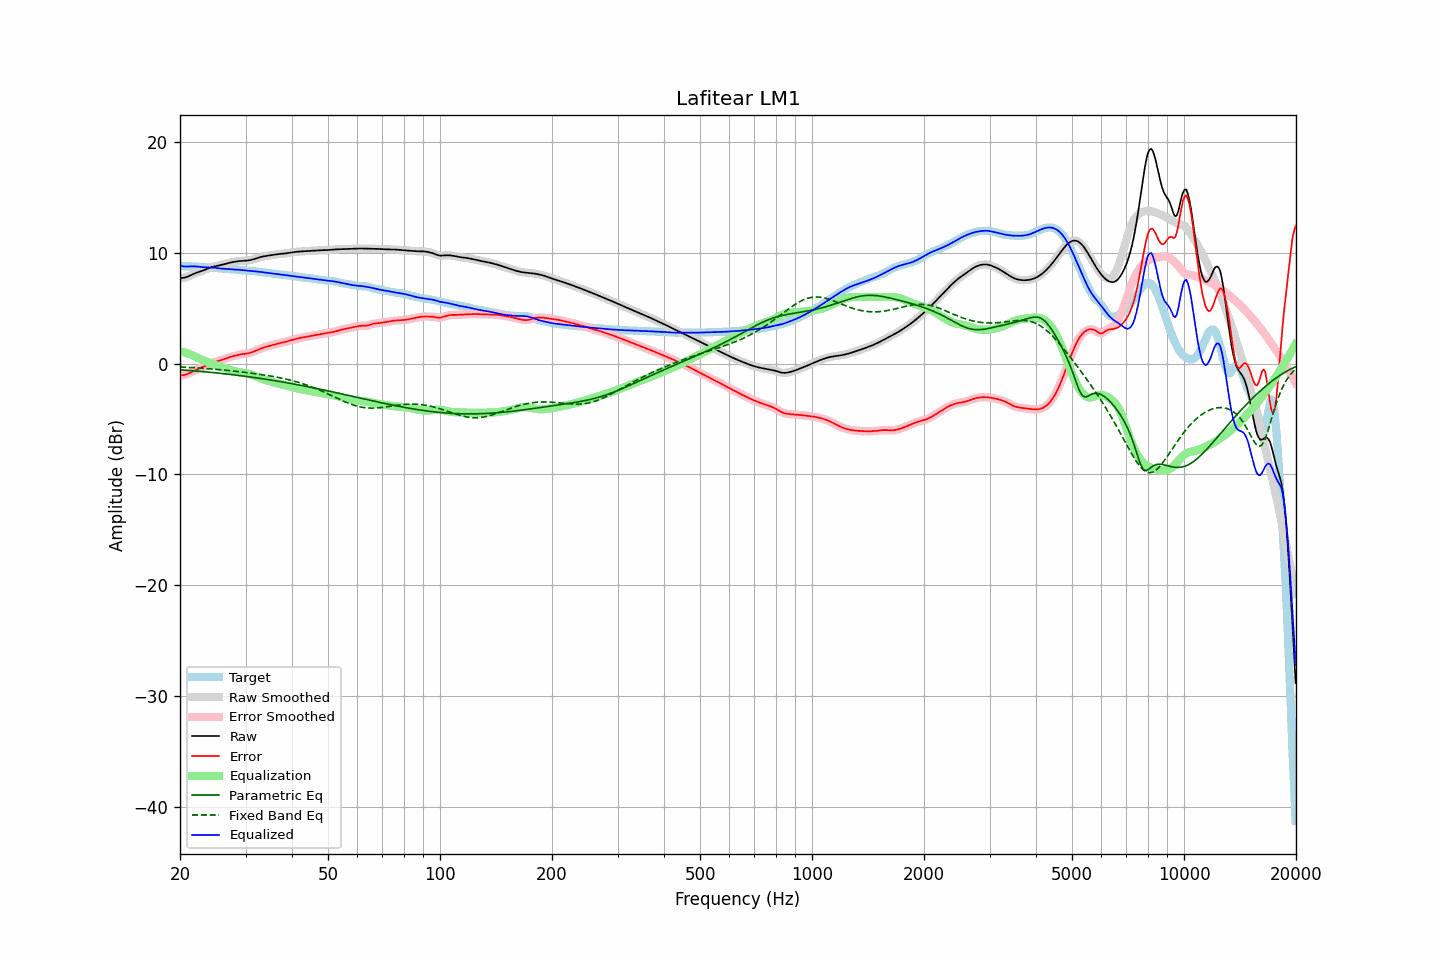 Lafitear LM1
Amplitude (dBr)
20
10
0
−10
−20
−30
−40
Target
Raw Smoothed
Error Smoothed
Raw
Error
Equalization
Parametric Eq
Fixed Band Eq
Equalized
20 50 100 200 500 1000 2000 5000 10000 20000
Frequency (Hz)